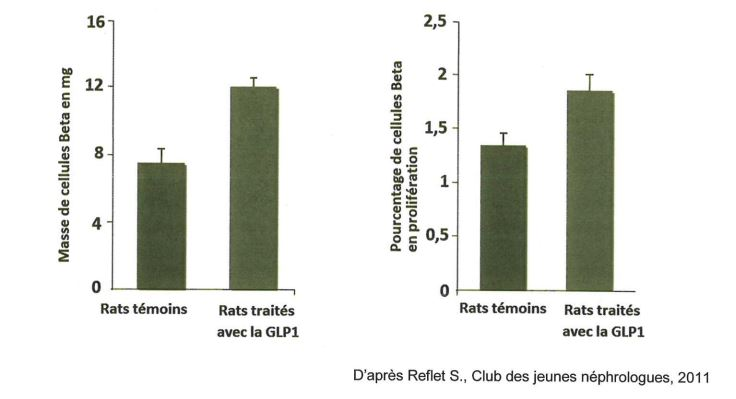 16
12
8
4
0
Masse de cellules Beta en mg
Rats témoins
Rats traités
avec la GLP1
2,5
2
1,5
1
0,5
0
Pourcentage de cellules Beta
en prolifération
Rats témoins
Rats traités
avec la GLP1
D'après Reflet S., Club des jeunes néphrologues, 2011